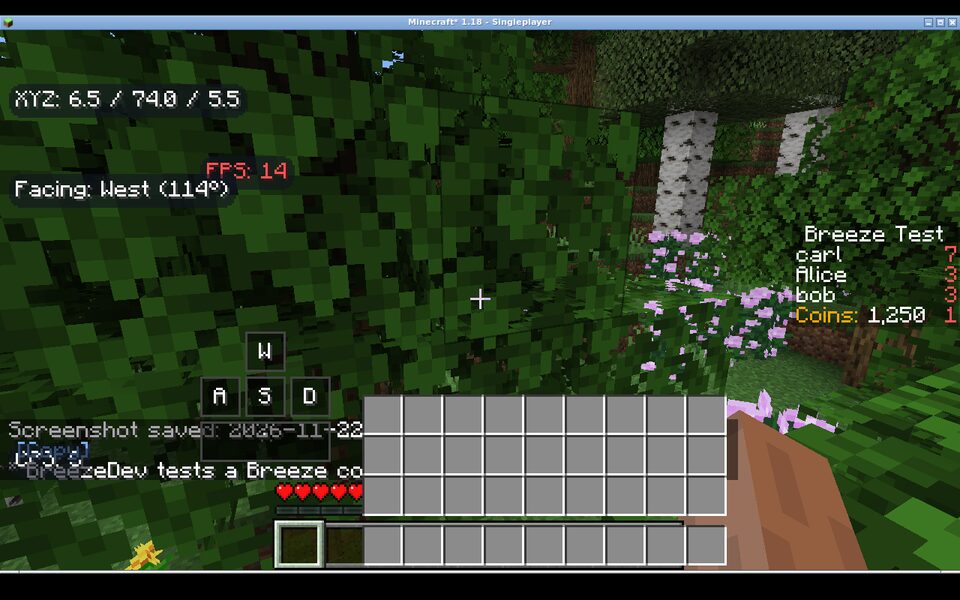 Minecraft* 1.18 - Singleplayer
XYZ: 6.5 / 74.0 / 5.5
FPS: 14
Facing: West (114°)
Breeze Test
carl 7
Alice 3
bob 3
Coins: 1,250 1
W
A S D
Screenshot saved: 2026-11-22
[Copy]
* BreezeDev tests a Breeze co